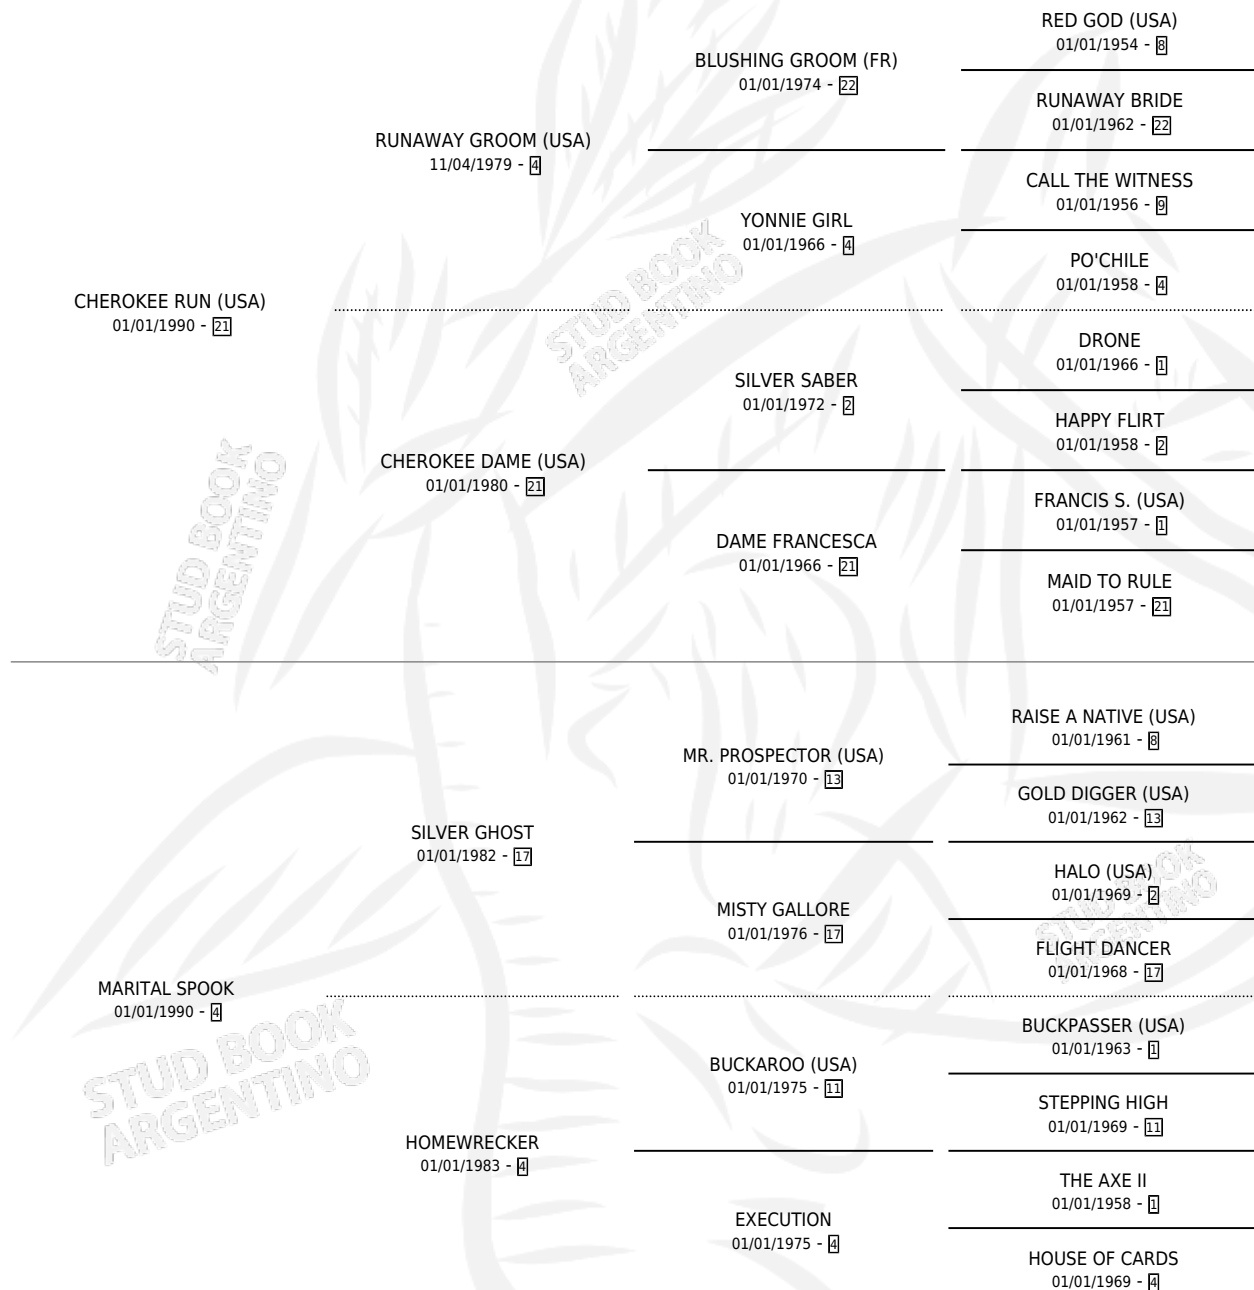 RED GOD (USA)
01/01/1954 - 8
BLUSHING GROOM (FR)
01/01/1974 - 22
RUNAWAY BRIDE
01/01/1962 - 22
RUNAWAY GROOM (USA)
11/04/1979 - 4
CALL THE WITNESS
01/01/1956 - 9
YONNIE GIRL
01/01/1966 - 4
PO'CHILE
01/01/1958 - 4
CHEROKEE RUN (USA)
01/01/1990 - 21
DRONE
01/01/1966 - 1
SILVER SABER
01/01/1972 - 2
HAPPY FLIRT
01/01/1958 - 2
CHEROKEE DAME (USA)
01/01/1980 - 21
FRANCIS S. (USA)
01/01/1957 - 1
DAME FRANCESCA
01/01/1966 - 21
MAID TO RULE
01/01/1957 - 21
STUD BOOK
ARGENTINO
STUD BOOK
ARGENTINO
RAISE A NATIVE (USA)
01/01/1961 - 8
MR. PROSPECTOR (USA)
01/01/1970 - 13
GOLD DIGGER (USA)
01/01/1962 - 13
SILVER GHOST
01/01/1982 - 17
HALO (USA)
01/01/1969 - 2
MISTY GALLORE
01/01/1976 - 17
FLIGHT DANCER
01/01/1968 - 17
MARITAL SPOOK
01/01/1990 - 4
BUCKPASSER (USA)
01/01/1963 - 1
BUCKAROO (USA)
01/01/1975 - 11
STEPPING HIGH
01/01/1969 - 11
HOMEWRECKER
01/01/1983 - 4
THE AXE II
01/01/1958 - 1
EXECUTION
01/01/1975 - 4
HOUSE OF CARDS
01/01/1969 - 4
STUD BOOK
ARGENTINO
STUD BOOK
ARGENTINO